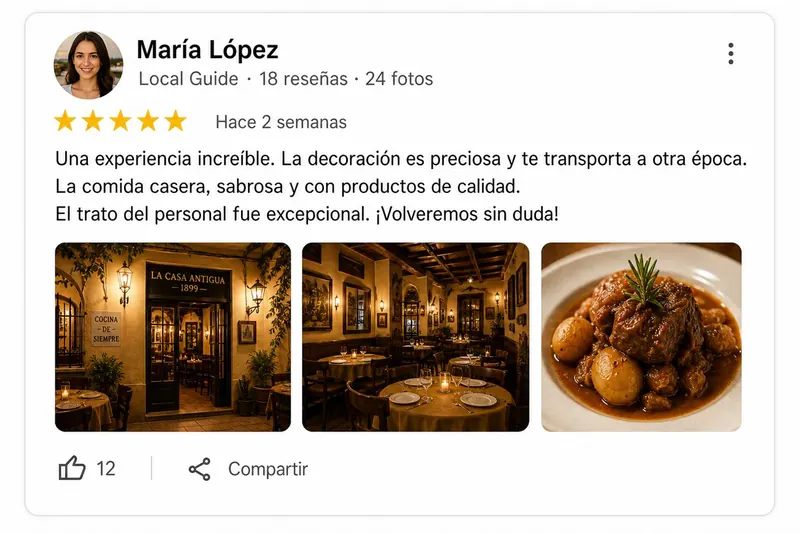 María López
Local Guide · 18 reseñas · 24 fotos
Hace 2 semanas
Una experiencia increíble. La decoración es preciosa y te transporta a otra época.
La comida casera, sabrosa y con productos de calidad.
El trato del personal fue excepcional. ¡Volveremos sin duda!
LA CASA ANTIGUA
— 1899 —
COCINA
— DE —
SIEMPRE
12
Compartir